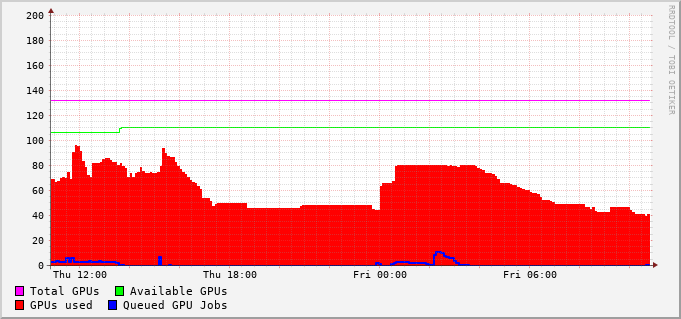 200
180
160
140
120
100
80
60
40
20
0
Thu 12:00 Thu 18:00 Fri 00:00 Fri 06:00
Total GPUs Available GPUs
GPUs used Queued GPU Jobs
RRDTOOL / TOBI OETIKER